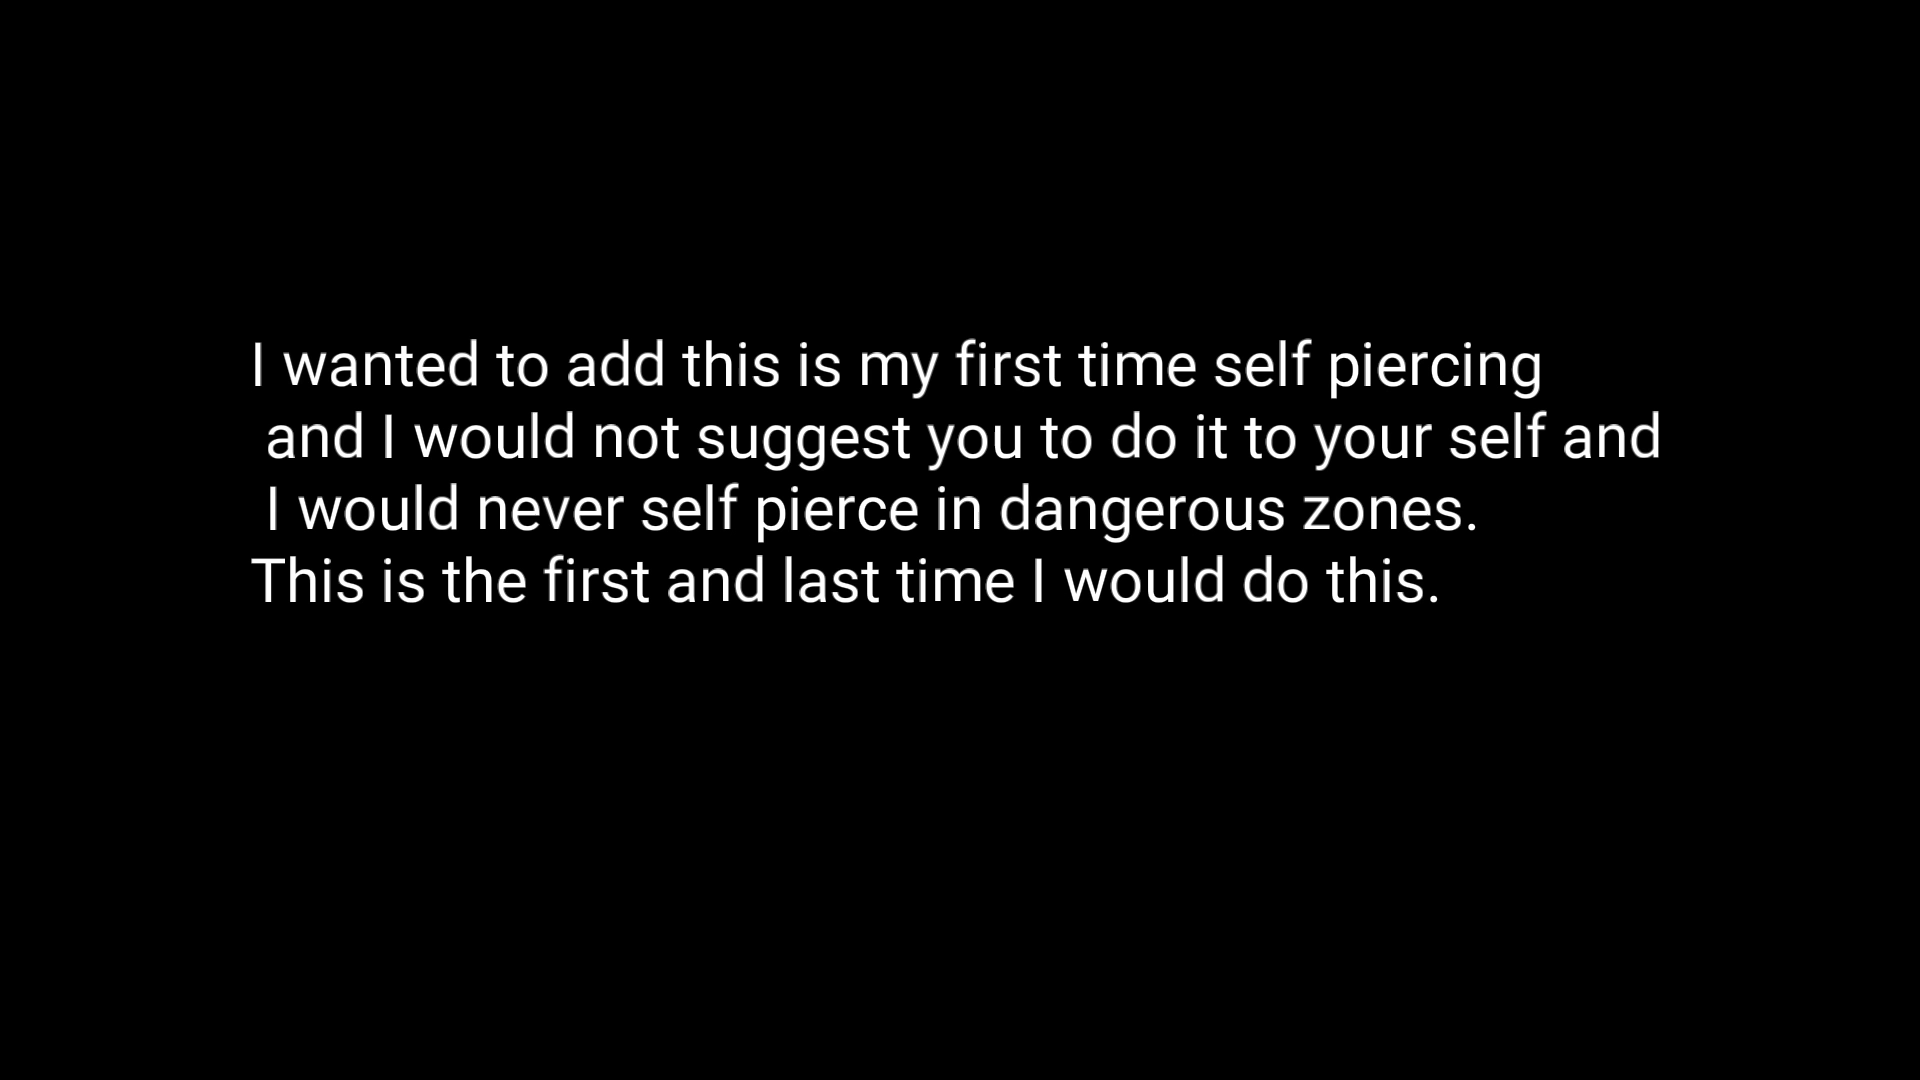 I wanted to add this is my first time self piercing
and I would not suggest you to do it to your self and
I would never self pierce in dangerous zones.
This is the first and last time I would do this.